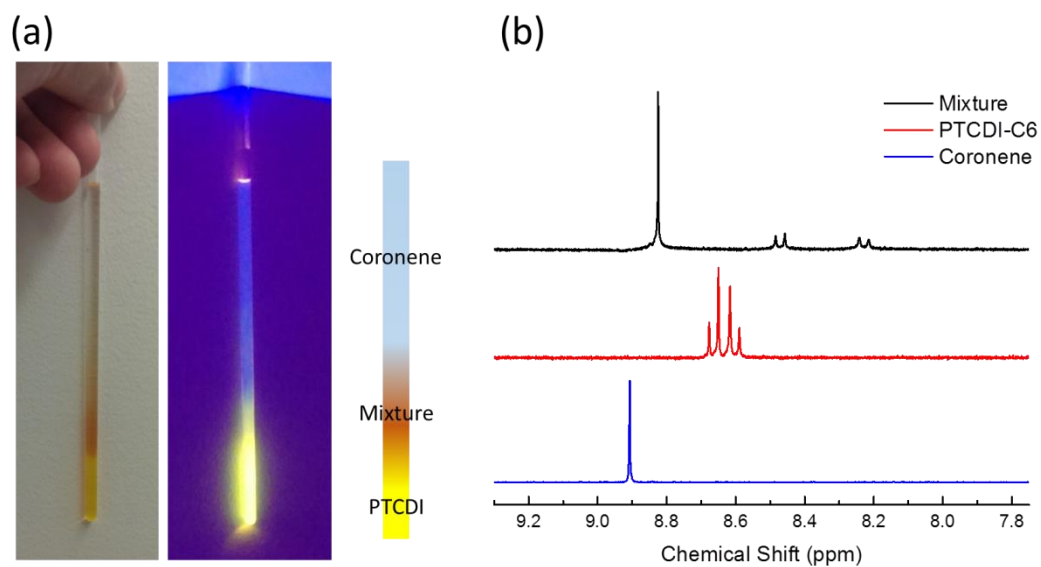 (a)
(b)
Coronene
Mixture
PTCDI
Mixture
PTCDI-C6
Coronene
9.2 9.0 8.8 8.6 8.4 8.2 8.0 7.8
Chemical Shift (ppm)